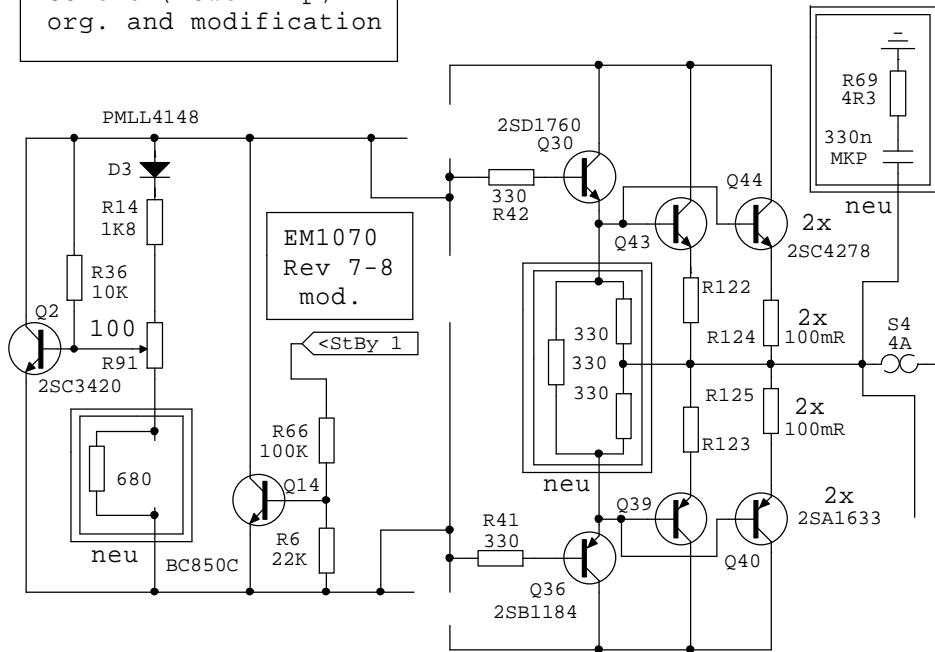 org. and modification
PMLL4148
D3
R14
1K8
R36
10K
Q2
100
R91
2SC3420
680
neu
EM1070
Rev 7-8
mod.
<StBy 1
R66
100K
Q14
R6
22K
BC850C
2SD1760
Q30
330
R42
Q43
Q44
2x
2SC4278
R122
R124
2x
100mR
330
330
330
neu
R125
2x
100mR
R123
R41
330
Q39
2x
2SA1633
Q40
Q36
2SB1184
R69
4R3
330n
MKP
neu
S4
4A